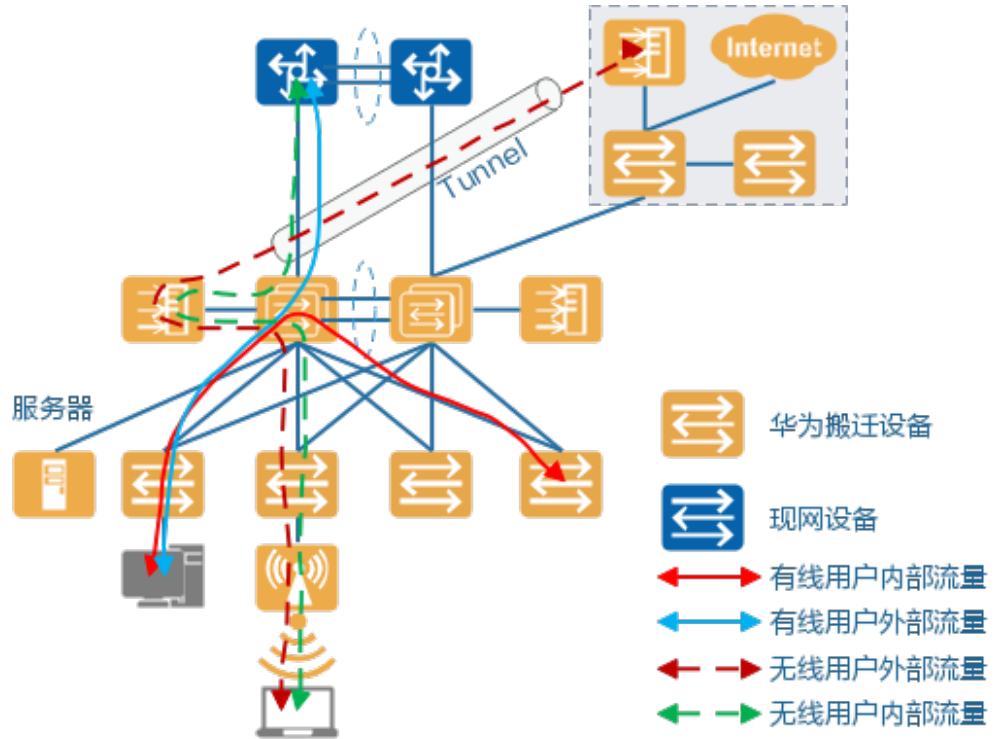 Internet
Tunnel
服务器
华为搬迁设备
现网设备
有线用户内部流量
有线用户外部流量
无线用户外部流量
无线用户内部流量